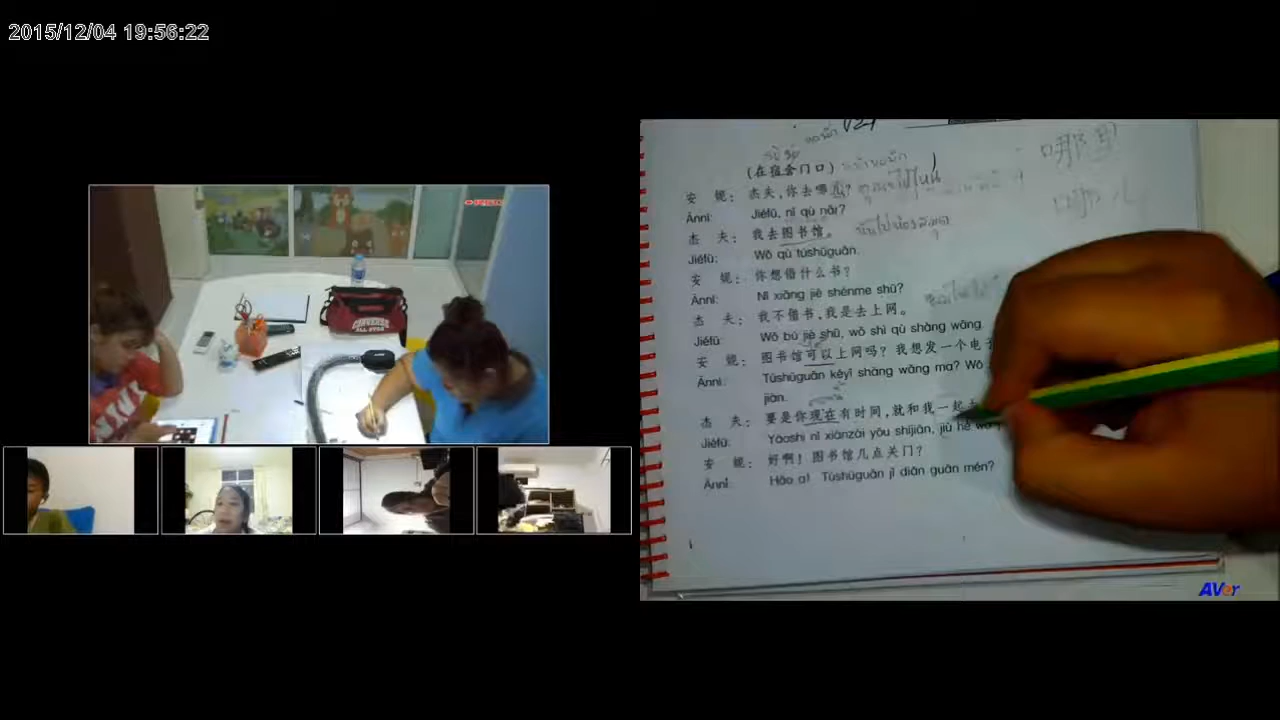 2015/12/04 19:56:22
(在宿舍门口)
安 妮: 杰夫,你去哪儿?
Ānnī: Jiéfū, nǐ qù nǎr?
杰 夫: 我去图书馆。
Jiéfū: Wǒ qù túshūguǎn.
安 妮: 你想借什么书?
Ānnī: Nǐ xiǎng jiè shénme shū?
杰 夫: 我不借书,我是去上网。
Jiéfū: Wǒ bú jiè shū, wǒ shì qù shàng wǎng
安 妮: 图书馆可以上网吗? 我想发一个电子
Ānnī: Túshūguǎn kěyǐ shàng wǎng ma? Wǒ
jiàn.
杰 夫: 要是你现在有时间,就和我一起去
Jiéfū: Yàoshi nǐ xiànzài yǒu shíjiān, jiù hé wǒ
安 妮: 好啊! 图书馆几点关门?
Ānnī: Hǎo a! Túshūguǎn jǐ diǎn guān mén?
哪里
哪儿
CONVERSE
ALL STAR
AVer